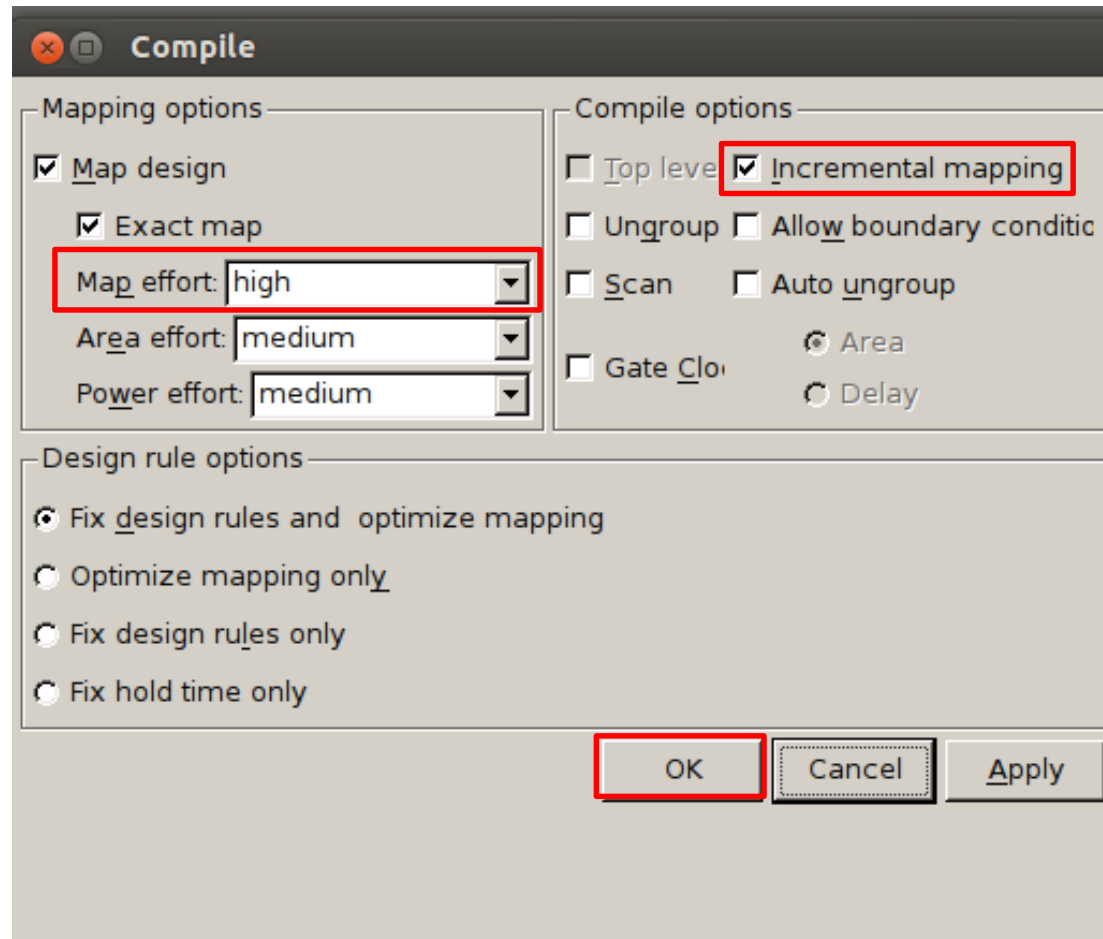 Compile
Mapping options
Map design
Exact map
Map effort: high
Area effort: medium
Power effort: medium
Compile options
Top leve Incremental mapping
Ungroup Allow boundary conditio
Scan Auto ungroup
Gate Clo
Area
Delay
Design rule options
Fix design rules and optimize mapping
Optimize mapping only
Fix design rules only
Fix hold time only
OK Cancel Apply